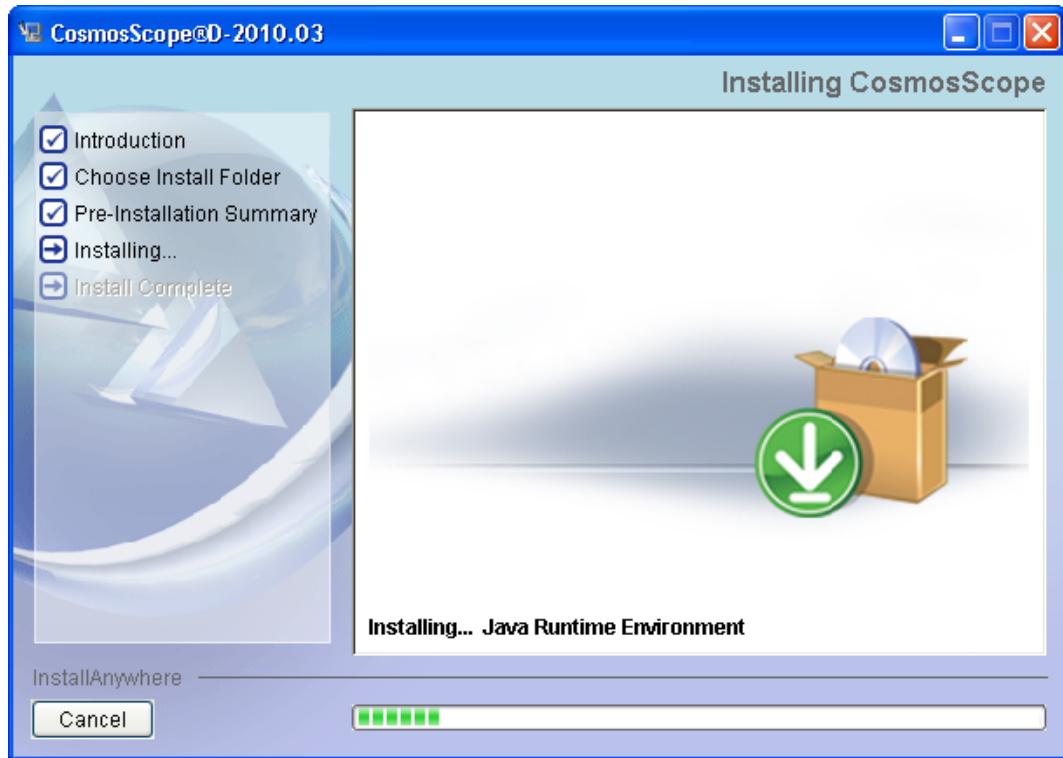 CosmosScope®D-2010.03
Installing CosmosScope
Introduction
Choose Install Folder
Pre-Installation Summary
Installing...
Install Complete
Installing... Java Runtime Environment
InstallAnywhere
Cancel